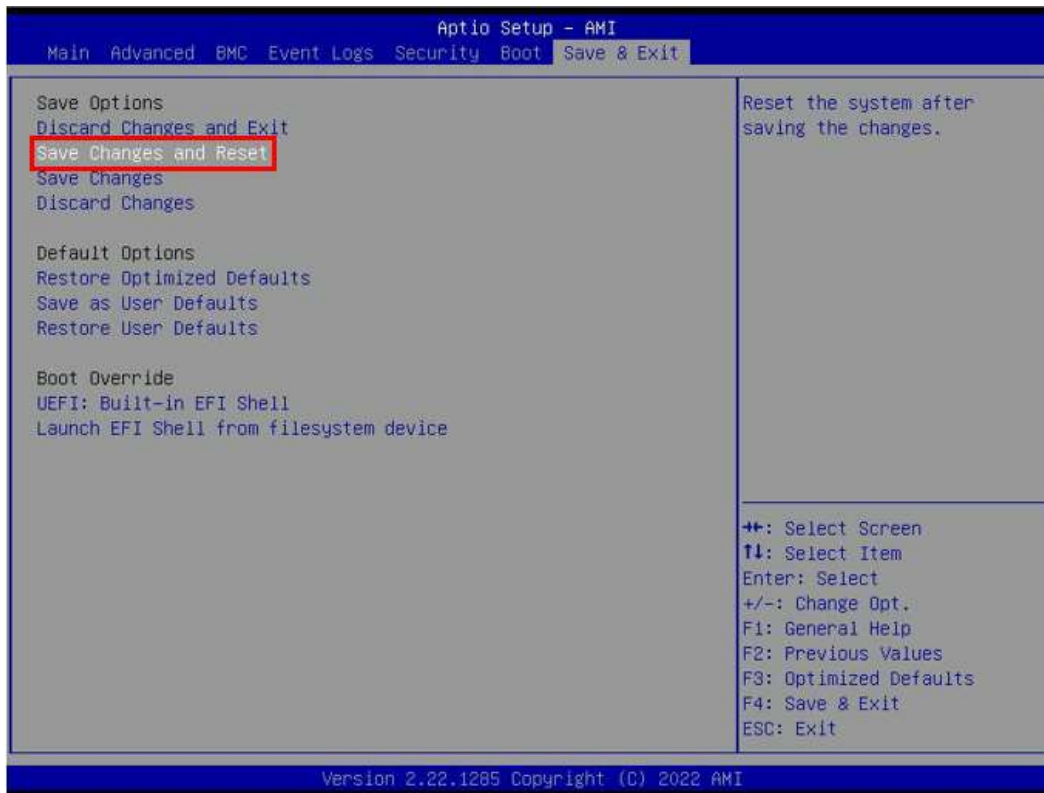 Aptio Setup - AMI
Main Advanced BMC Event Logs Security Boot Save & Exit
Save Options
Discard Changes and Exit
Save Changes and Reset
Save Changes
Discard Changes
Default Options
Restore Optimized Defaults
Save as User Defaults
Restore User Defaults
Boot Override
UEFI: Built-in EFI Shell
Launch EFI Shell from filesystem device
Reset the system after
saving the changes.
→←: Select Screen
↑↓: Select Item
Enter: Select
+/-: Change Opt.
F1: General Help
F2: Previous Values
F3: Optimized Defaults
F4: Save & Exit
ESC: Exit
Version 2.22.1285 Copyright (C) 2022 AMI